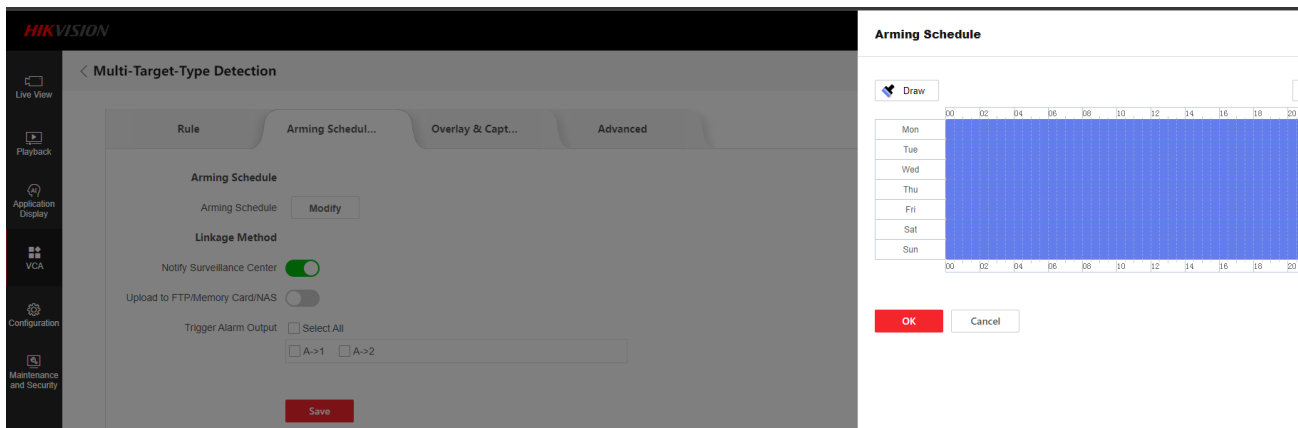 HIKVISION
Arming Schedule
Multi-Target-Type Detection
Live View
Draw
Rule
Arming Schedul...
Overlay & Capt...
Advanced
00 02 04 06 08 10 12 14 16 18 20
Mon
Tue
Wed
Thu
Fri
Sat
Sun
00 02 04 06 08 10 12 14 16 18 20
Playback
Arming Schedule
Arming Schedule
Modify
Application
Display
Linkage Method
VCA
Notify Surveillance Center
Upload to FTP/Memory Card/NAS
Configuration
Trigger Alarm Output
Select All
A->1
A->2
OK
Cancel
Maintenance
and Security
Save